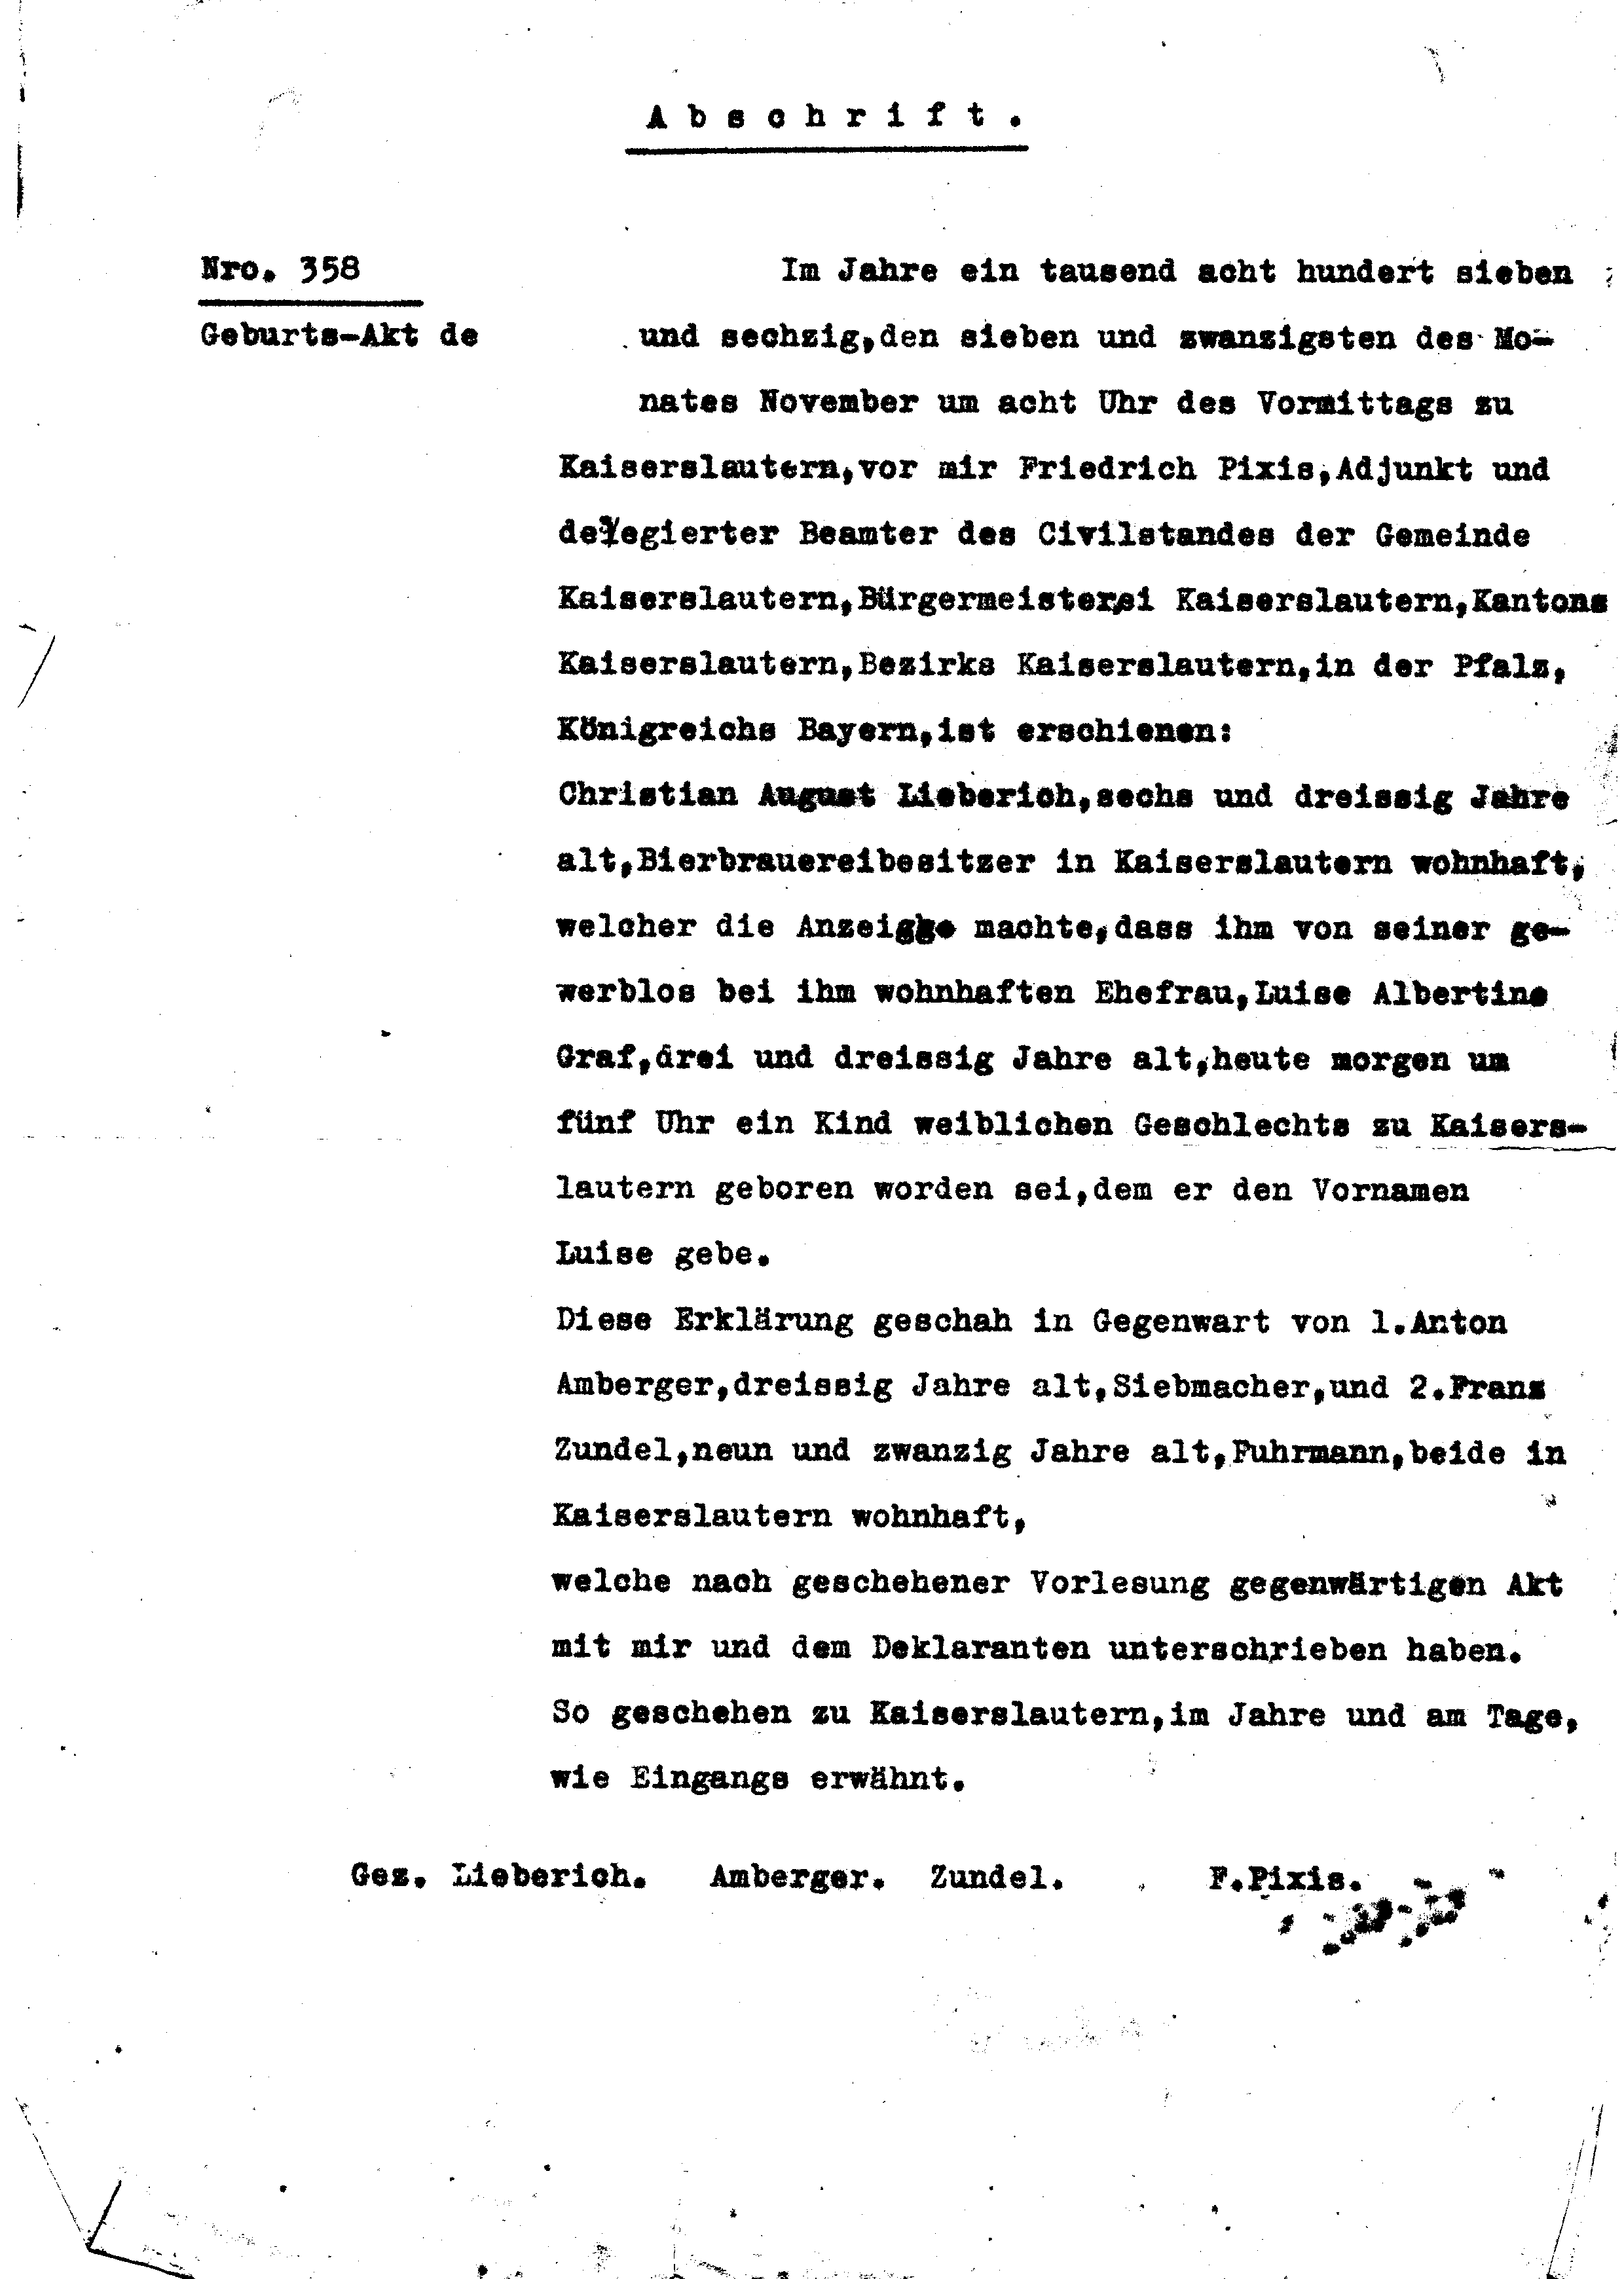 Abschrift.
Nro. 358
Im Jahre ein tausend acht hundert sieben
Geburts-Akt de
und sechzig,den sieben und zwanzigsten des Mo-
nates November um acht Uhr des Vormittags zu
Kaiserslautern,vor mir Friedrich Pixis,Adjunkt und
delegierter Beamter des Civilstandes der Gemeinde
Kaiserslautern,Bürgermeisterei Kaiserslautern,Kantons
Kaiserslautern,Bezirks Kaiserslautern,in der Pfalz,
Königreichs Bayern,ist erschienen:
Christian August Lieberich,sechs und dreissig Jahre
alt,Bierbrauereibesitzer in Kaiserslautern wohnhaft,
welcher die Anzeigge machte,dass ihm von seiner ge-
werblos bei ihm wohnhaften Ehefrau,Luise Albertine
Graf,drei und dreissig Jahre alt,heute morgen um
fünf Uhr ein Kind weiblichen Geschlechts zu Kaisers-
lautern geboren worden sei,dem er den Vornamen
Luise gebe.
Diese Erklärung geschah in Gegenwart von 1.Anton
Amberger,dreissig Jahre alt,Siebmacher,und 2.Franz
Zundel,neun und zwanzig Jahre alt,Fuhrmann,beide in
Kaiserslautern wohnhaft,
welche nach geschehener Vorlesung gegenwärtigen Akt
mit mir und dem Deklaranten unterschrieben haben.
So geschehen zu Kaiserslautern,im Jahre und am Tage,
wie Eingangs erwähnt.
Gez. Lieberich. Amberger. Zundel. F.Pixis.